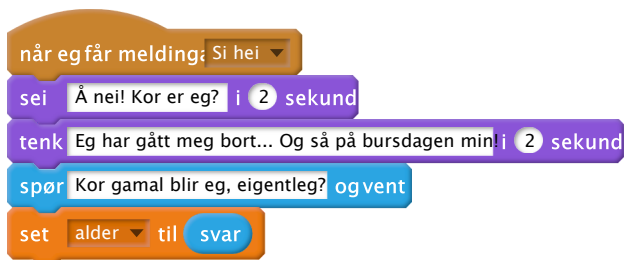 når eg får meldinga Si hei
sei Å nei! Kor er eg? i 2 sekund
tenk Eg har gått meg bort... Og så på bursdagen min! i 2 sekund
spør Kor gamal blir eg, eigentleg? og vent
set alder til svar